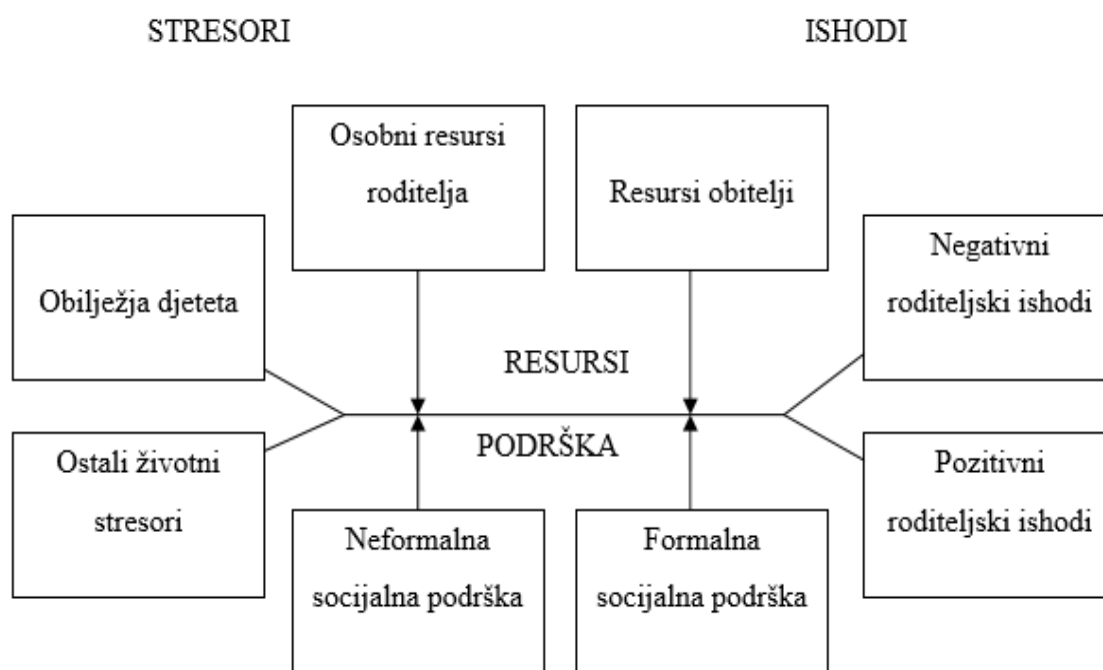 STRESORI
ISHODI
Osobni resursi
roditelja
Resursi obitelji
Obilježja djeteta
Negativni
roditeljski ishodi
RESURSI
PODRŠKA
Ostali životni
stresori
Pozitivni
roditeljski ishodi
Neformalna
socijalna podrška
Formalna
socijalna podrška